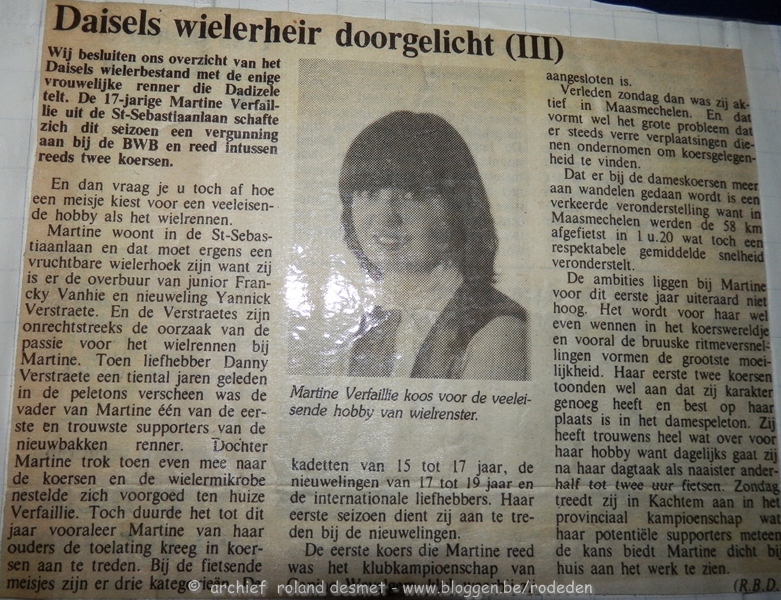 Daisels wielerheir doorgelicht (III)
Wij besluiten ons overzicht van het
Daisels wielerbestand met de enige
vrouwelijke renner die Dadizele
telt. De 17-jarige Martine Verfail-
lie uit de St-Sebastiaanlaan schafte
zich dit seizoen een vergunning
aan bij de BWB en reed intussen
reeds twee koersen.
En dan vraag je u toch af hoe
een meisje kiest voor een veeleisen-
de hobby als het wielrennen.
Martine woont in de St-Sebas-
tiaanlaan en dat moet ergens een
vruchtbare wielerhoek zijn want zij
is er de overbuur van junior Fran-
cky Vanhie en nieuweling Yannick
Verstraete. En de Verstraetes zijn
onrechtstreeks de oorzaak van de
passie voor het wielrennen bij
Martine. Toen liefhebber Danny
Verstraete een tiental jaren geleden
in de peletons verscheen was de
vader van Martine één van de eer-
ste en trouwste supporters van de
nieuwbakken renner. Dochter
Martine trok toen even mee naar
de koersen en de wielermikrobe
nestelde zich voorgoed ten huize
Verfaillie. Toch duurde het tot dit
jaar vooraleer Martine van haar
ouders de toelating kreeg in koer-
sen aan te treden. Bij de fietsende
meisjes zijn er drie kategorieën. De
Martine Verfaillie koos voor de veelei-
sende hobby van wielrenster.
kadetten van 15 tot 17 jaar, de
nieuwelingen van 17 tot 19 jaar en
de internationale liefhebbers. Haar
eerste seizoen dient zij aan te tre-
den bij de nieuwelingen.
De eerste koers die Martine reed
was het klubkampioenschap van
aangesloten is.
Verleden zondag dan was zij ak-
tief in Maasmechelen. En dat
vormt wel het grote probleem dat
er steeds verre verplaatsingen die-
nen ondernomen om koersgelegen-
heid te vinden.
Dat er bij de dameskoersen meer
aan wandelen gedaan wordt is een
verkeerde veronderstelling want in
Maasmechelen werden de 58 km
afgefietst in 1 u.20 wat toch een
respektabele gemiddelde snelheid
veronderstelt.
De ambities liggen bij Martine
voor dit eerste jaar uiteraard niet
hoog. Het wordt voor haar wel
even wennen in het koerswereldje
en vooral de bruuske ritmeversnel-
lingen vormen de grootste moei-
lijkheid. Haar eerste twee koersen
toonden wel aan dat zij karakter
genoeg heeft en best op haar
plaats is in het damespeleton. Zij
heeft trouwens heel wat over voor
haar hobby want dagelijks gaat zij
na haar dagtaak als naaister ander-
half tot twee uur fietsen. Zondag
treedt zij in Kachtem aan in het
provinciaal kampioenschap wat
haar potentiële supporters meteen
de kans biedt Martine dicht bij
huis aan het werk te zien.
(R.B.D.
© archief roland desmet - www.bloggen.be/rodeden